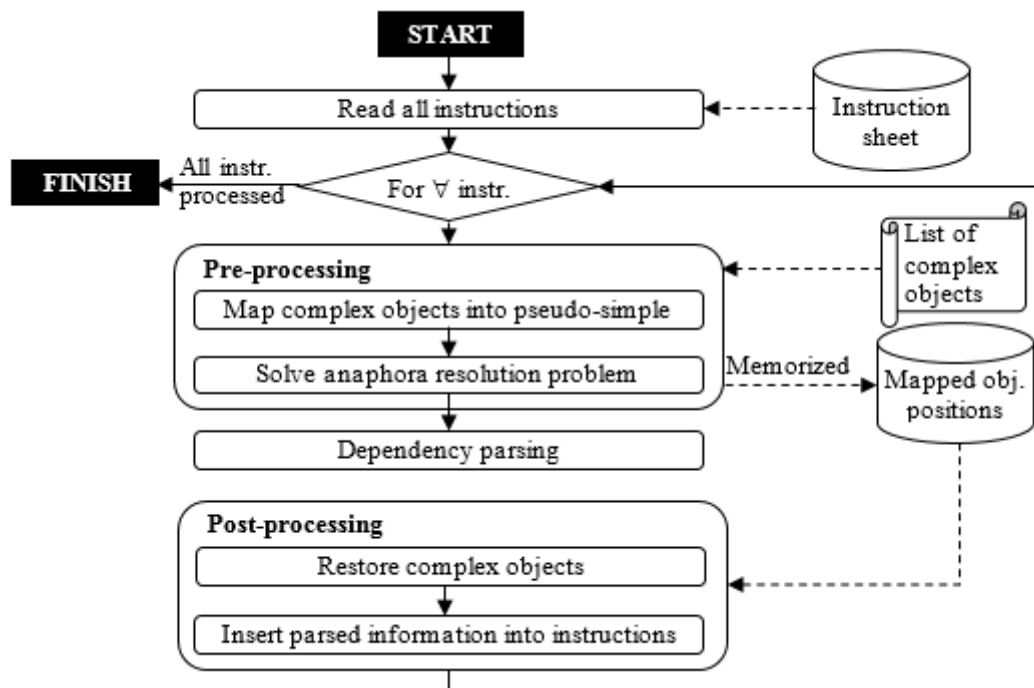 START
Read all instructions
Instruction
sheet
FINISH
All instr.
processed
For ∀ instr.
List of
complex
objects
Pre-processing
Map complex objects into pseudo-simple
Solve anaphora resolution problem
Memorized
Mapped obj.
positions
Dependency parsing
Post-processing
Restore complex objects
Insert parsed information into instructions